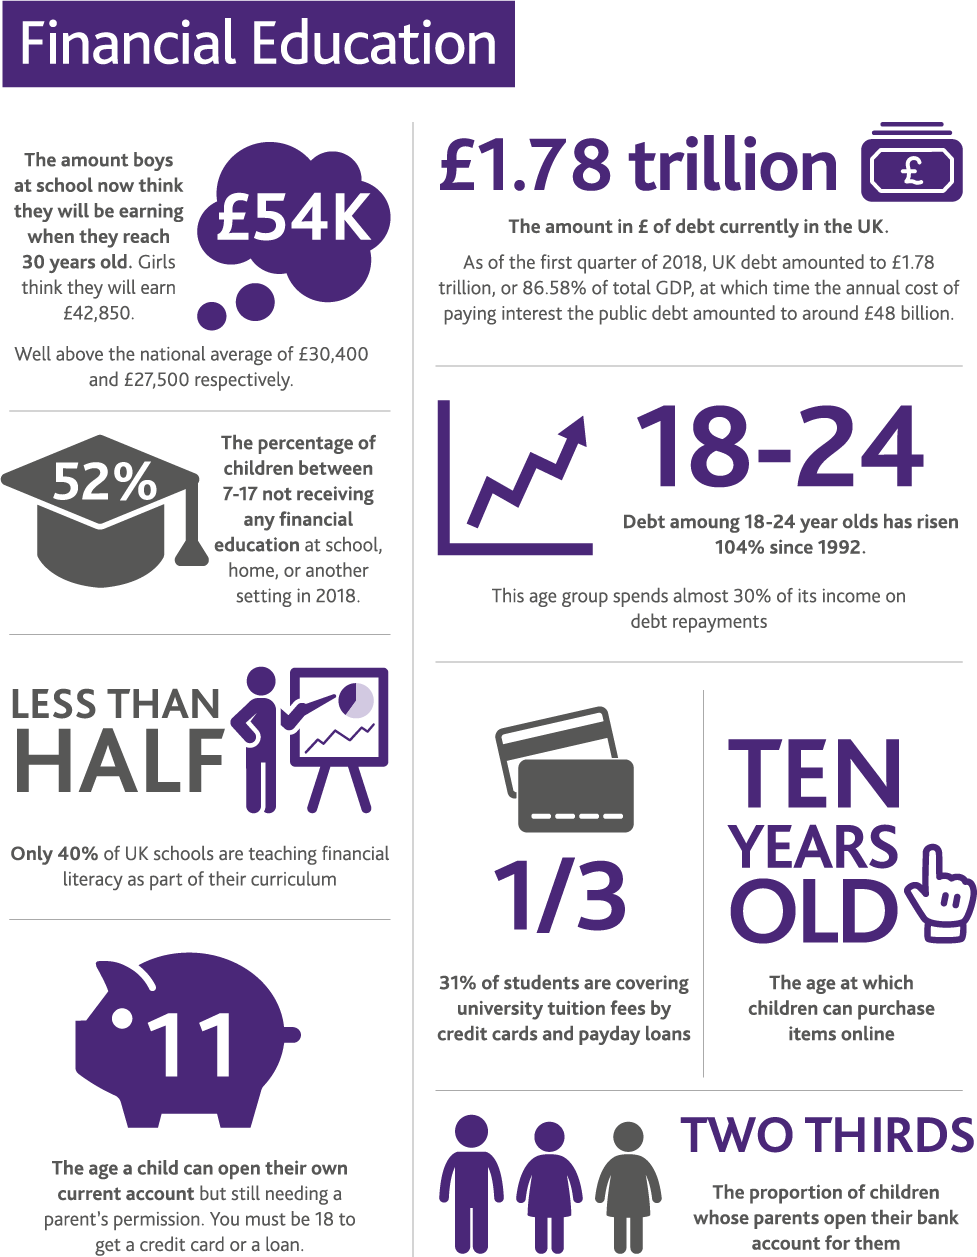 Financial Education
The amount boys
at school now think
they will be earning
when they reach
30 years old. Girls
think they will earn
£42,850.
£54K
Well above the national average of £30,400
and £27,500 respectively.
52%
The percentage of
children between
7-17 not receiving
any financial
education at school,
home, or another
setting in 2018.
LESS THAN
HALF
Only 40% of UK schools are teaching financial
literacy as part of their curriculum
11
The age a child can open their own
current account but still needing a
parent's permission. You must be 18 to
get a credit card or a loan.
£1.78 trillion
£
The amount in £ of debt currently in the UK.
As of the first quarter of 2018, UK debt amounted to £1.78
trillion, or 86.58% of total GDP, at which time the annual cost of
paying interest the public debt amounted to around £48 billion.
18-24
Debt amoung 18-24 year olds has risen
104% since 1992.
This age group spends almost 30% of its income on
debt repayments
1/3
31% of students are covering
university tuition fees by
credit cards and payday loans
TEN
YEARS
OLD
The age at which
children can purchase
items online
TWO THIRDS
The proportion of children
whose parents open their bank
account for them